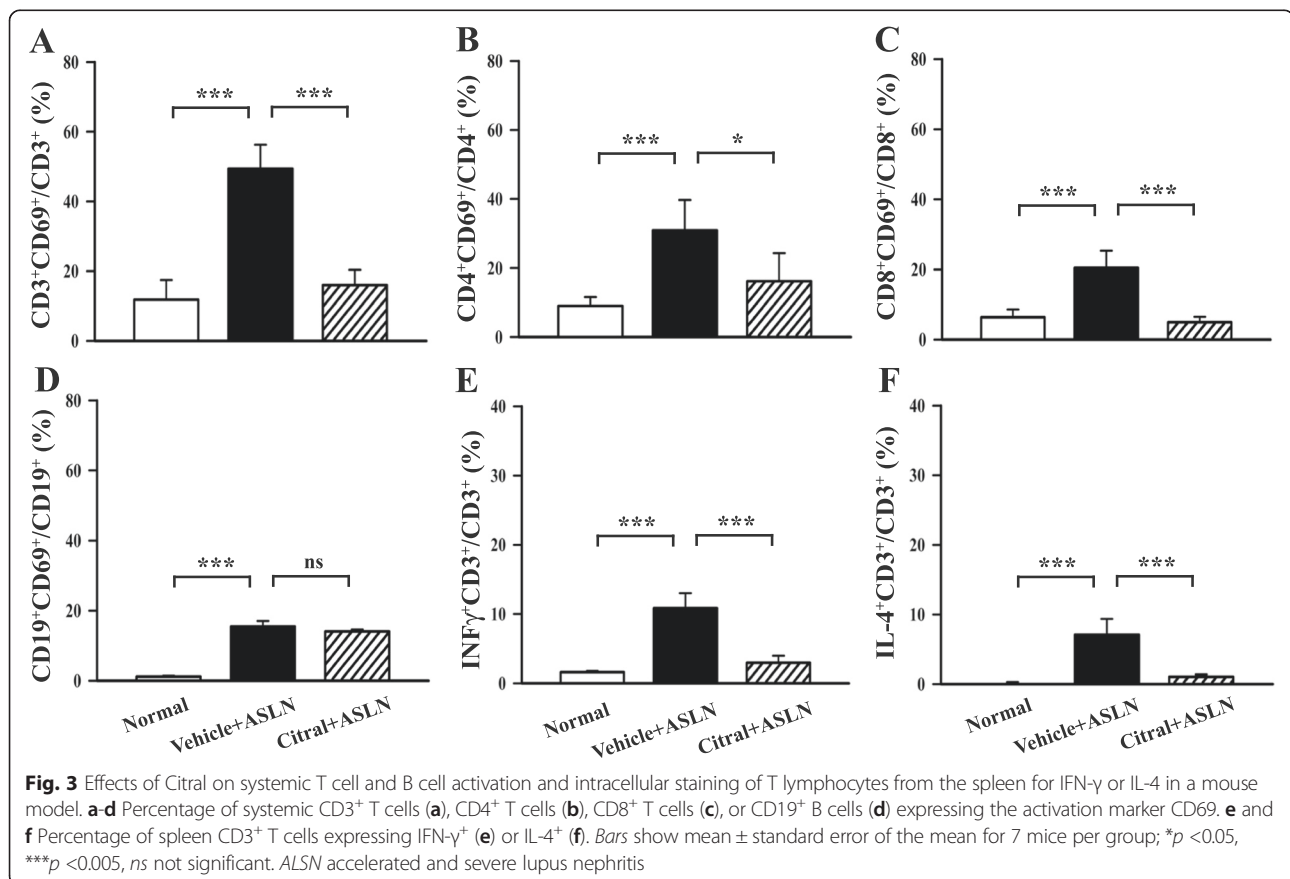 A
CD3⁺CD69⁺/CD3⁺ (%)
80
60
40
20
0
***
***
B
CD4⁺CD69⁺/CD4⁺ (%)
80
60
40
20
0
***
*
C
CD8⁺CD69⁺/CD8⁺ (%)
80
60
40
20
0
***
***
D
CD19⁺CD69⁺/CD19⁺ (%)
80
60
40
20
0
***
ns
Normal
Vehicle+ASLN
Citral+ASLN
E
INFγ⁺CD3⁺/CD3⁺ (%)
40
30
20
10
0
***
***
Normal
Vehicle+ASLN
Citral+ASLN
F
IL-4⁺CD3⁺/CD3⁺ (%)
40
30
20
10
0
***
***
Normal
Vehicle+ASLN
Citral+ASLN
Fig. 3 Effects of Citral on systemic T cell and B cell activation and intracellular staining of T lymphocytes from the spleen for IFN-γ or IL-4 in a mouse
model. a-d Percentage of systemic CD3⁺ T cells (a), CD4⁺ T cells (b), CD8⁺ T cells (c), or CD19⁺ B cells (d) expressing the activation marker CD69. e and
f Percentage of spleen CD3⁺ T cells expressing IFN-γ⁺ (e) or IL-4⁺ (f). Bars show mean ± standard error of the mean for 7 mice per group; *p <0.05,
***p <0.005, ns not significant. ALSN accelerated and severe lupus nephritis